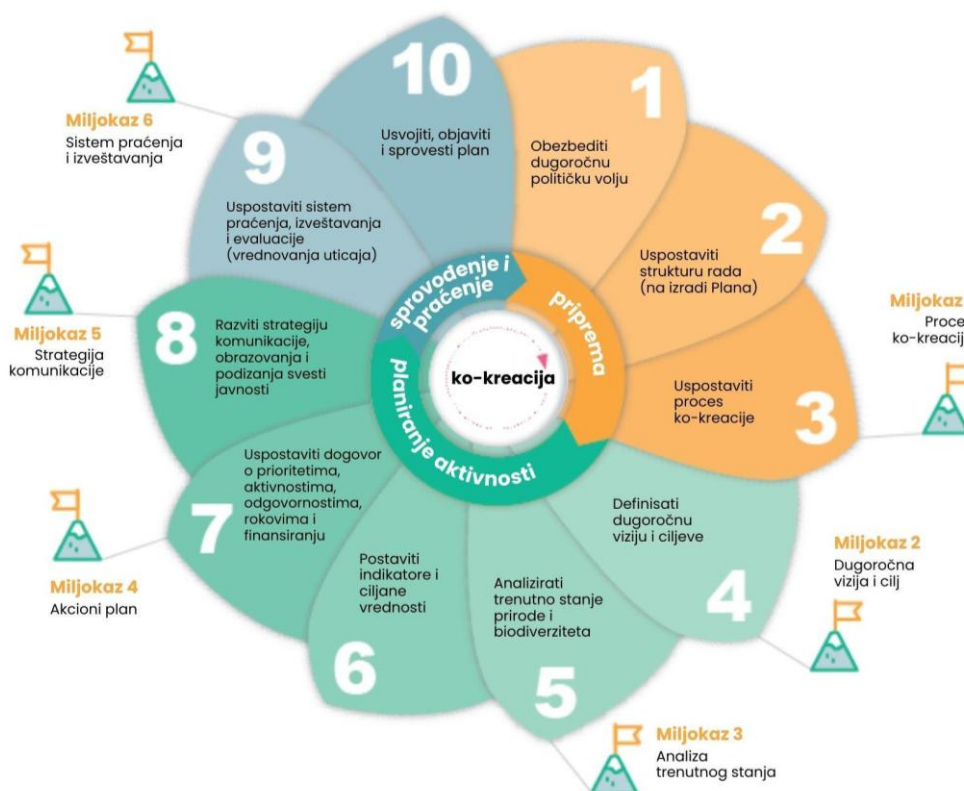 1
Obezbediti
dugoročnu
političku volju
2
Uspostaviti
strukturu rada
(na izradi Plana)
3
Uspostaviti
proces
ko-kreacije
Miljokaz
Proce
ko-kreacij
4
Definisati
dugoročnu
viziju i ciljeve
Miljokaz 2
Dugoročna
vizija i cilj
5
Analizirati
trenutno stanje
prirode i
biodiverziteta
Miljokaz 3
Analiza
trenutnog stanja
6
Postaviti
indikatore i
ciljane
vrednosti
7
Uspostaviti dogovor
o prioritetima,
aktivnostima,
odgovornostima,
rokovima i
finansiranju
Miljokaz 4
Akcioni plan
8
Razviti strategiju
komunikacije,
obrazovanja i
podizanja svesti
javnosti
Miljokaz 5
Strategija
komunikacije
9
Uspostaviti sistem
praćenja, izveštavanja
i evaluacije
(vrednovanja uticaja)
Miljokaz 6
Sistem praćenja
i izveštavanja
10
Usvojiti, objaviti
i sprovesti plan
priprema
planiranje aktivnosti
sprovođenje i
praćenje
ko-kreacija